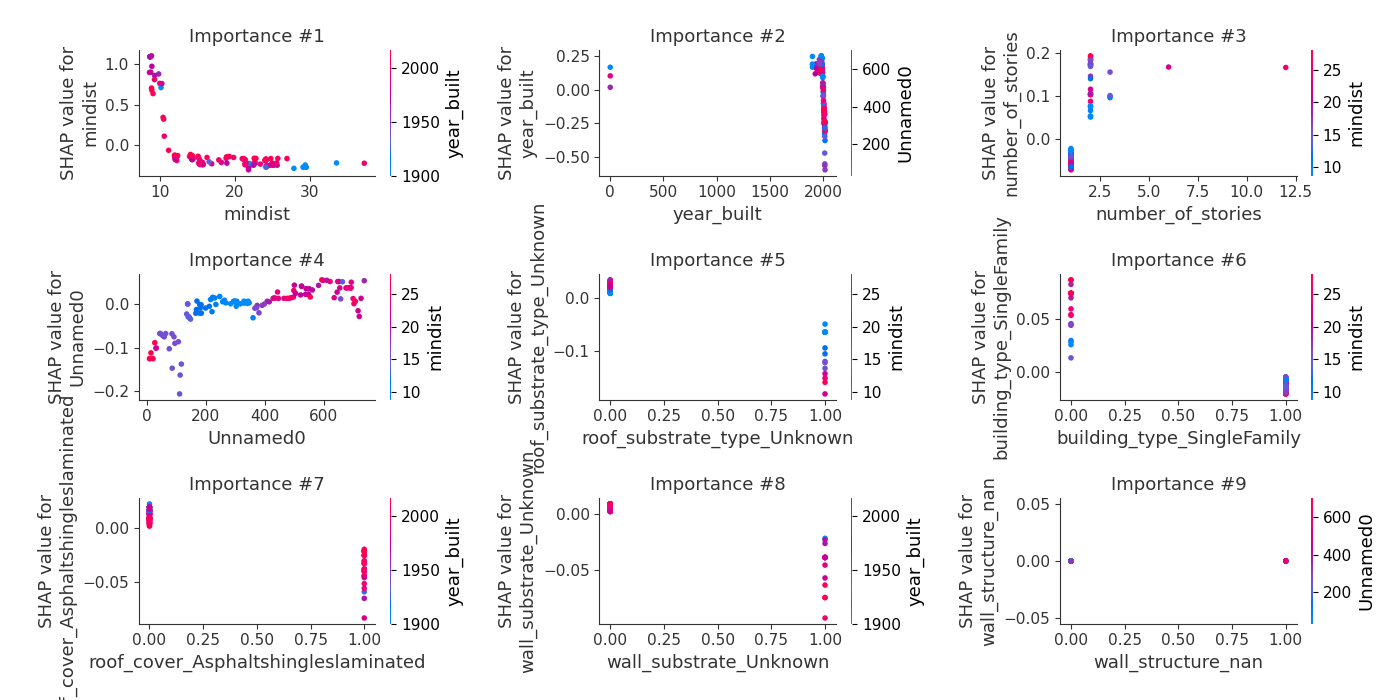 Importance #1
SHAP value for
mindist
1.0
0.5
0.0
10
20
30
mindist
2000
1950
1900
year_built
Importance #2
SHAP value for
year_built
0.25
0.00
−0.25
−0.50
0
500
1000
1500
2000
year_built
600
400
200
Unnamed0
Importance #3
SHAP value for
number_of_stories
0.2
0.1
0.0
2.5
5.0
7.5
10.0
12.5
number_of_stories
25
20
15
10
mindist
Importance #4
SHAP value for
Unnamed0
0.0
−0.1
−0.2
0
200
400
600
Unnamed0
25
20
15
10
mindist
Importance #5
SHAP value for
roof_substrate_type_Unknown
0.0
−0.1
0.00
0.25
0.50
0.75
1.00
roof_substrate_type_Unknown
25
20
15
10
mindist
Importance #6
SHAP value for
building_type_SingleFamily
0.05
0.00
0.00
0.25
0.50
0.75
1.00
building_type_SingleFamily
25
20
15
10
mindist
Importance #7
SHAP value for
f_cover_Asphaltshingleslaminated
0.00
−0.05
0.00
0.25
0.50
0.75
1.00
roof_cover_Asphaltshingleslaminated
2000
1950
1900
year_built
Importance #8
SHAP value for
wall_substrate_Unknown
0.00
−0.05
0.00
0.25
0.50
0.75
1.00
wall_substrate_Unknown
2000
1950
1900
year_built
Importance #9
SHAP value for
wall_structure_nan
0.05
0.00
−0.05
0.00
0.25
0.50
0.75
1.00
wall_structure_nan
600
400
200
Unnamed0